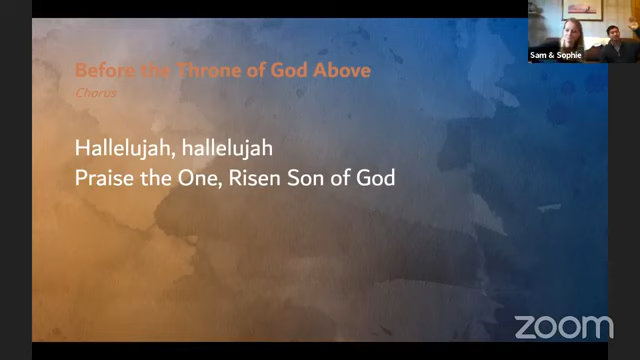 Before the Throne of God Above
Chorus
Hallelujah, hallelujah
Praise the One, Risen Son of God
Sam & Sophie
zoom